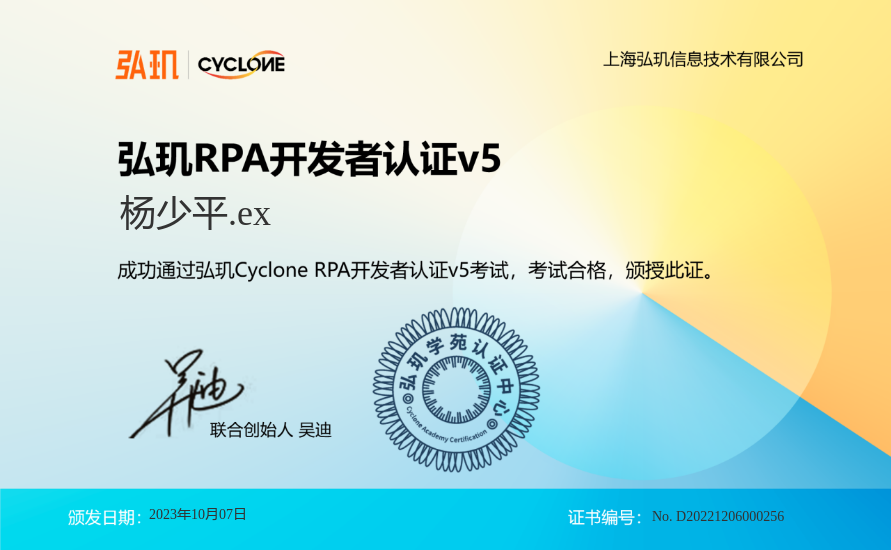 弘玑 CYCLONE
上海弘玑信息技术有限公司
弘玑RPA开发者认证v5
杨少平.ex
成功通过弘玑Cyclone RPA开发者认证v5考试，考试合格，颁授此证。
吴迪
联合创始人 吴迪
弘玑学苑认证中心
Cyclone Academy Certification
颁发日期：2023年10月07日
证书编号：No. D20221206000256